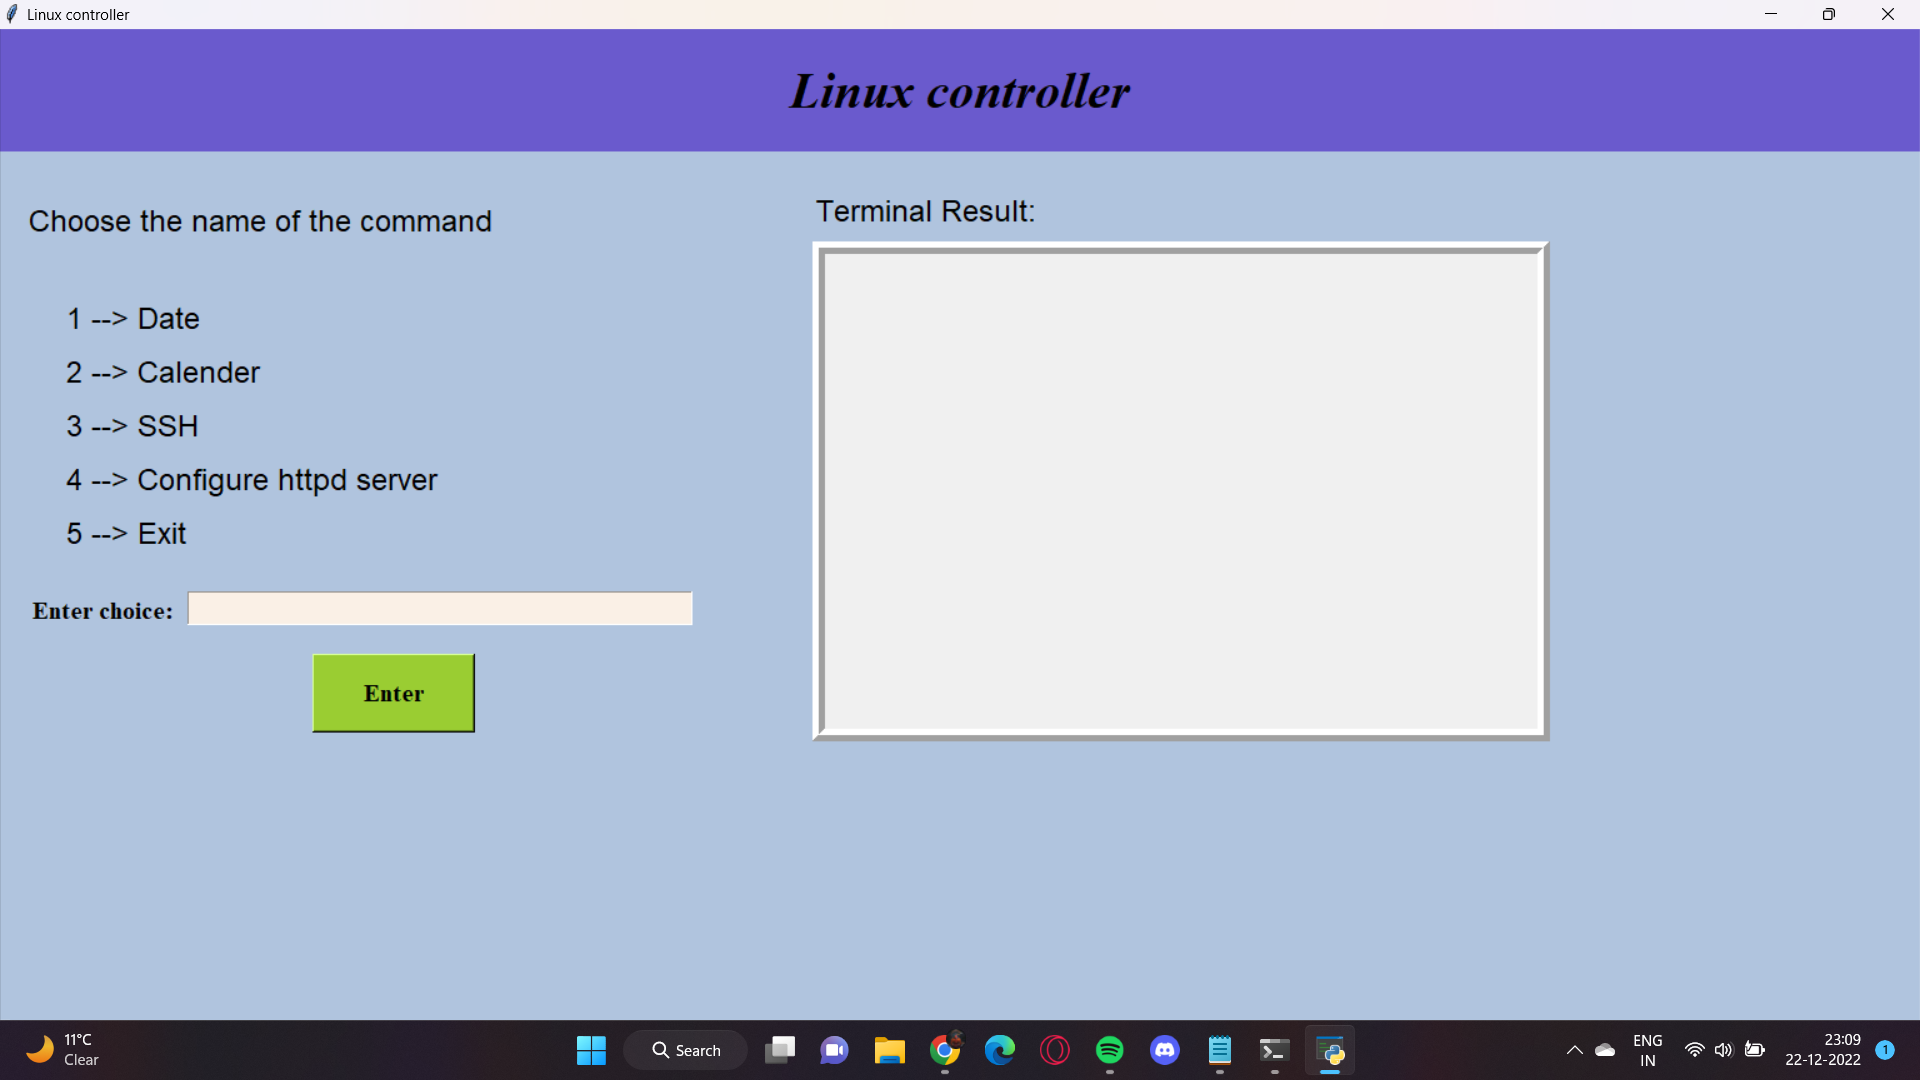 Linux controller
Linux controller
Choose the name of the command
1 --> Date
2 --> Calender
3 --> SSH
4 --> Configure httpd server
5 --> Exit
Enter choice:
Enter
Terminal Result:
11°C
Clear
Search
ENG
IN
23:09
22-12-2022
1